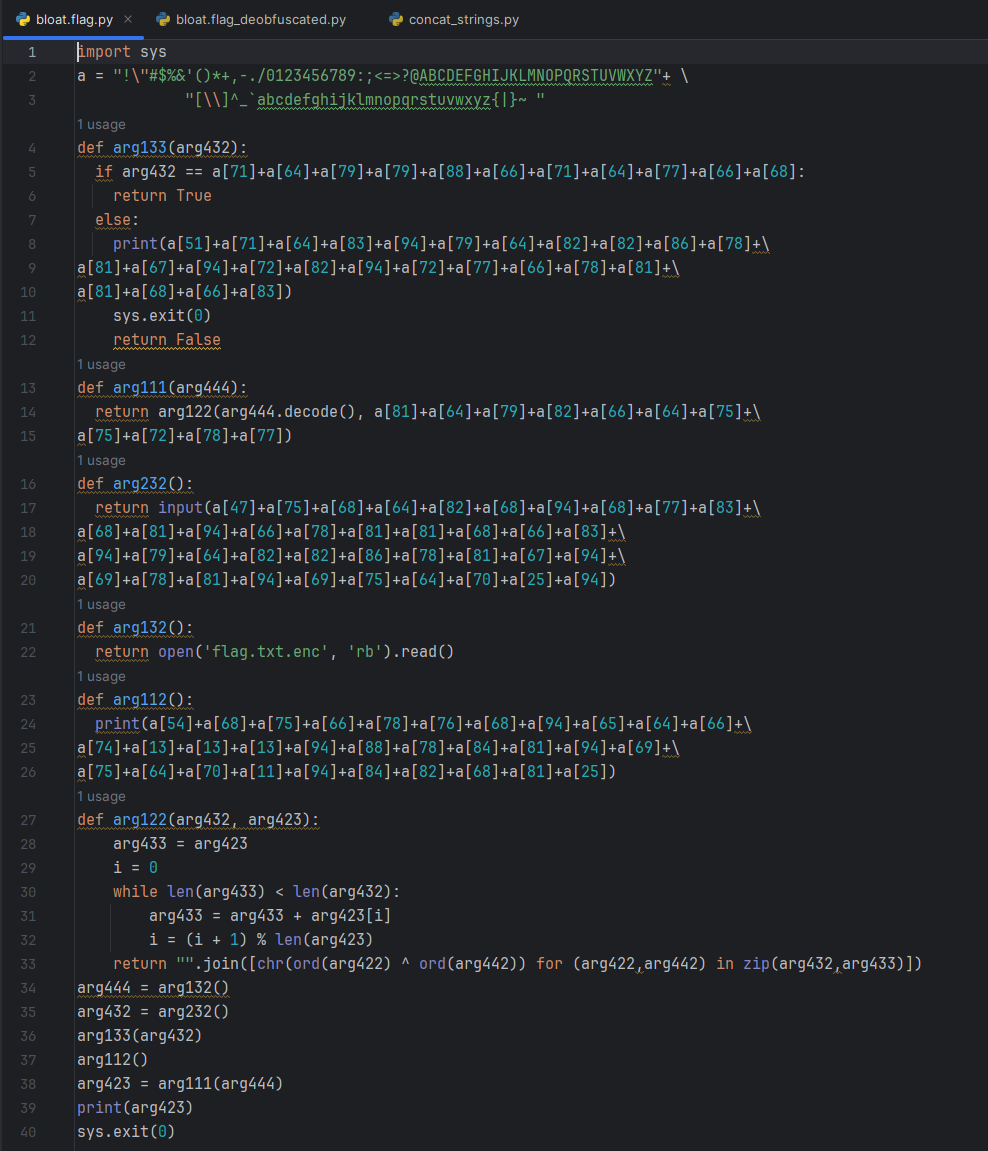 bloat.flag.py × bloat.flag_deobfuscated.py concat_strings.py
1 import sys
2 a = "!\"#$%&'()*+,-./0123456789:;<=>?@ABCDEFGHIJKLMNOPQRSTUVWXYZ"+ \
3 "[\\]^_`abcdefghijklmnopqrstuvwxyz{|}~ "
1 usage
4 def arg133(arg432):
5 if arg432 == a[71]+a[64]+a[79]+a[79]+a[88]+a[66]+a[71]+a[64]+a[77]+a[66]+a[68]:
6 return True
7 else:
8 print(a[51]+a[71]+a[64]+a[83]+a[94]+a[79]+a[64]+a[82]+a[82]+a[86]+a[78]+\
9 a[81]+a[67]+a[94]+a[72]+a[82]+a[94]+a[72]+a[77]+a[66]+a[78]+a[81]+\
10 a[81]+a[68]+a[66]+a[83])
11 sys.exit(0)
12 return False
1 usage
13 def arg111(arg444):
14 return arg122(arg444.decode(), a[81]+a[64]+a[79]+a[82]+a[66]+a[64]+a[75]+\
15 a[75]+a[72]+a[78]+a[77])
1 usage
16 def arg232():
17 return input(a[47]+a[75]+a[68]+a[64]+a[82]+a[68]+a[94]+a[68]+a[77]+a[83]+\
18 a[68]+a[81]+a[94]+a[66]+a[78]+a[81]+a[81]+a[68]+a[66]+a[83]+\
19 a[94]+a[79]+a[64]+a[82]+a[82]+a[86]+a[78]+a[81]+a[67]+a[94]+\
20 a[69]+a[78]+a[81]+a[94]+a[69]+a[75]+a[64]+a[70]+a[25]+a[94])
1 usage
21 def arg132():
22 return open('flag.txt.enc', 'rb').read()
1 usage
23 def arg112():
24 print(a[54]+a[68]+a[75]+a[66]+a[78]+a[76]+a[68]+a[94]+a[65]+a[64]+a[66]+\
25 a[74]+a[13]+a[13]+a[13]+a[94]+a[88]+a[78]+a[84]+a[81]+a[94]+a[69]+\
26 a[75]+a[64]+a[70]+a[11]+a[94]+a[84]+a[82]+a[68]+a[81]+a[25])
1 usage
27 def arg122(arg432, arg423):
28 arg433 = arg423
29 i = 0
30 while len(arg433) < len(arg432):
31 arg433 = arg433 + arg423[i]
32 i = (i + 1) % len(arg423)
33 return "".join([chr(ord(arg422) ^ ord(arg442)) for (arg422,arg442) in zip(arg432,arg433)])
34 arg444 = arg132()
35 arg432 = arg232()
36 arg133(arg432)
37 arg112()
38 arg423 = arg111(arg444)
39 print(arg423)
40 sys.exit(0)